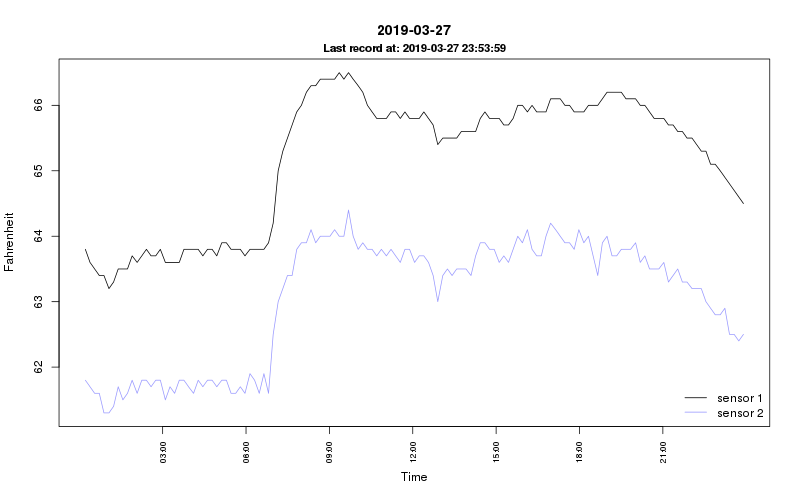 2019-03-27
Last record at: 2019-03-27 23:53:59
Fahrenheit
66
65
64
63
62
sensor 1
sensor 2
03:00
06:00
09:00
12:00
15:00
18:00
21:00
Time